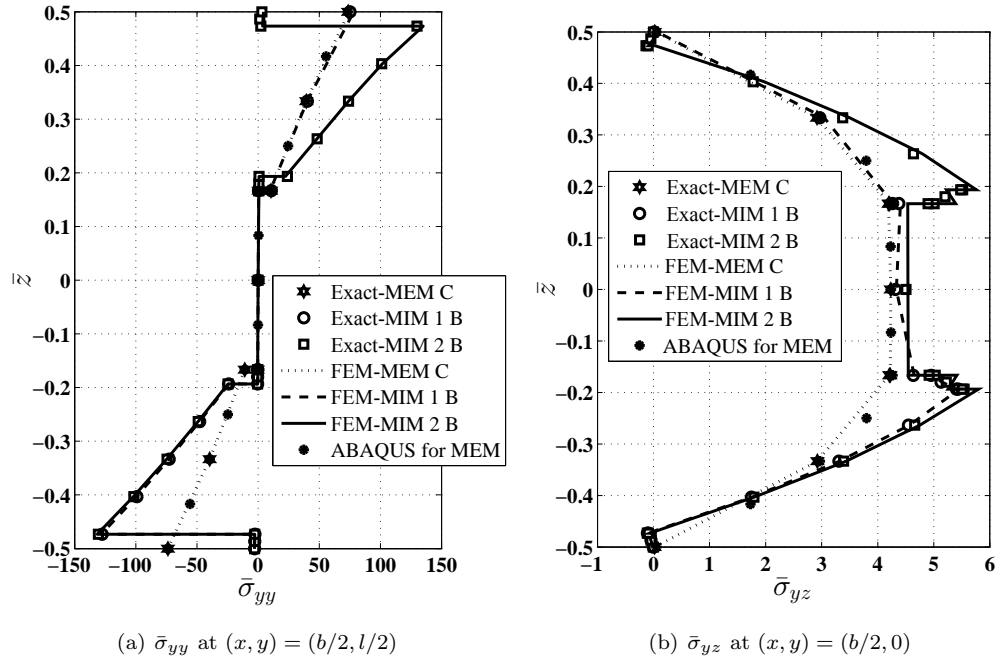 0.5
0.4
0.3
0.2
0.1
0
−0.1
−0.2
−0.3
−0.4
−0.5
z̄
−150 −100 −50 0 50 100 150
σ̄yy
Exact-MEM C
Exact-MIM 1 B
Exact-MIM 2 B
FEM-MEM C
FEM-MIM 1 B
FEM-MIM 2 B
ABAQUS for MEM
(a) σ̄yy at (x, y) = (b/2, l/2)
0.5
0.4
0.3
0.2
0.1
0
−0.1
−0.2
−0.3
−0.4
−0.5
z̄
−1 0 1 2 3 4 5 6
σ̄yz
Exact-MEM C
Exact-MIM 1 B
Exact-MIM 2 B
FEM-MEM C
FEM-MIM 1 B
FEM-MIM 2 B
ABAQUS for MEM
(b) σ̄yz at (x, y) = (b/2, 0)